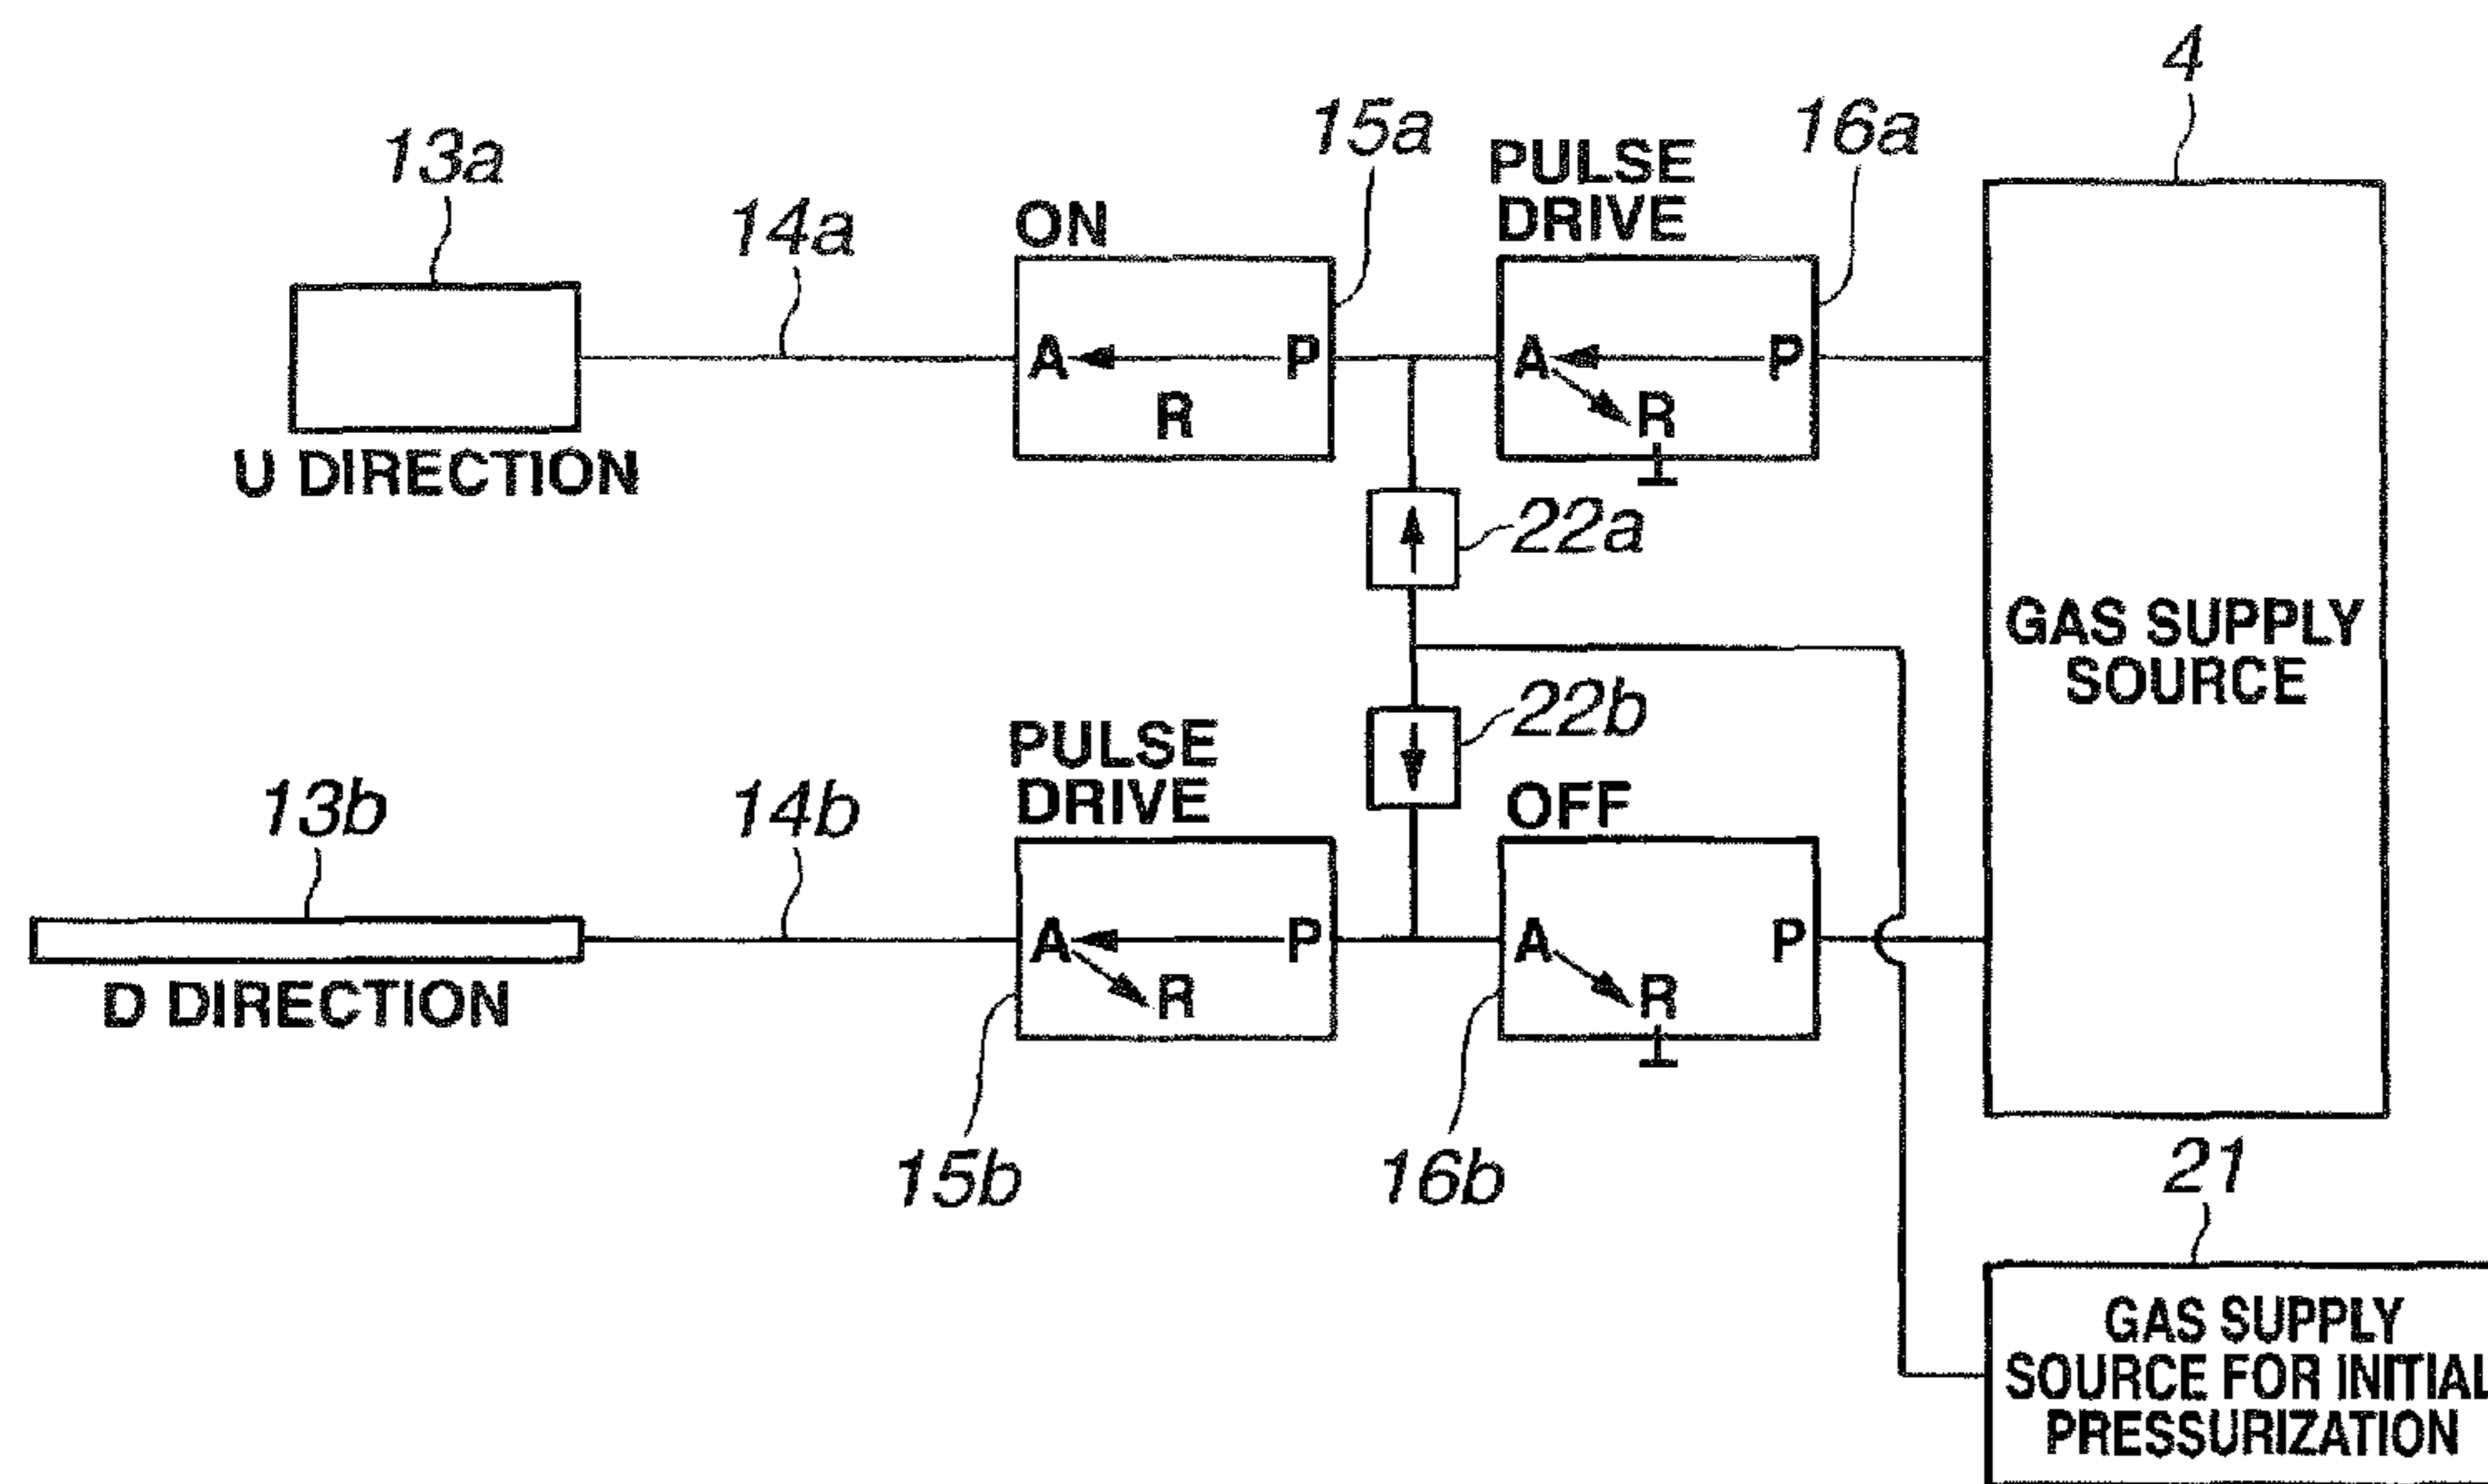 4
13a
14a
15a
16a
ON
PULSE
DRIVE
A
P
R
A
P
R
U DIRECTION
22a
GAS SUPPLY
SOURCE
22b
13b
14b
PULSE
DRIVE
OFF
A
P
R
A
P
R
D DIRECTION
15b
16b
21
GAS SUPPLY
SOURCE FOR INITIAL
PRESSURIZATION